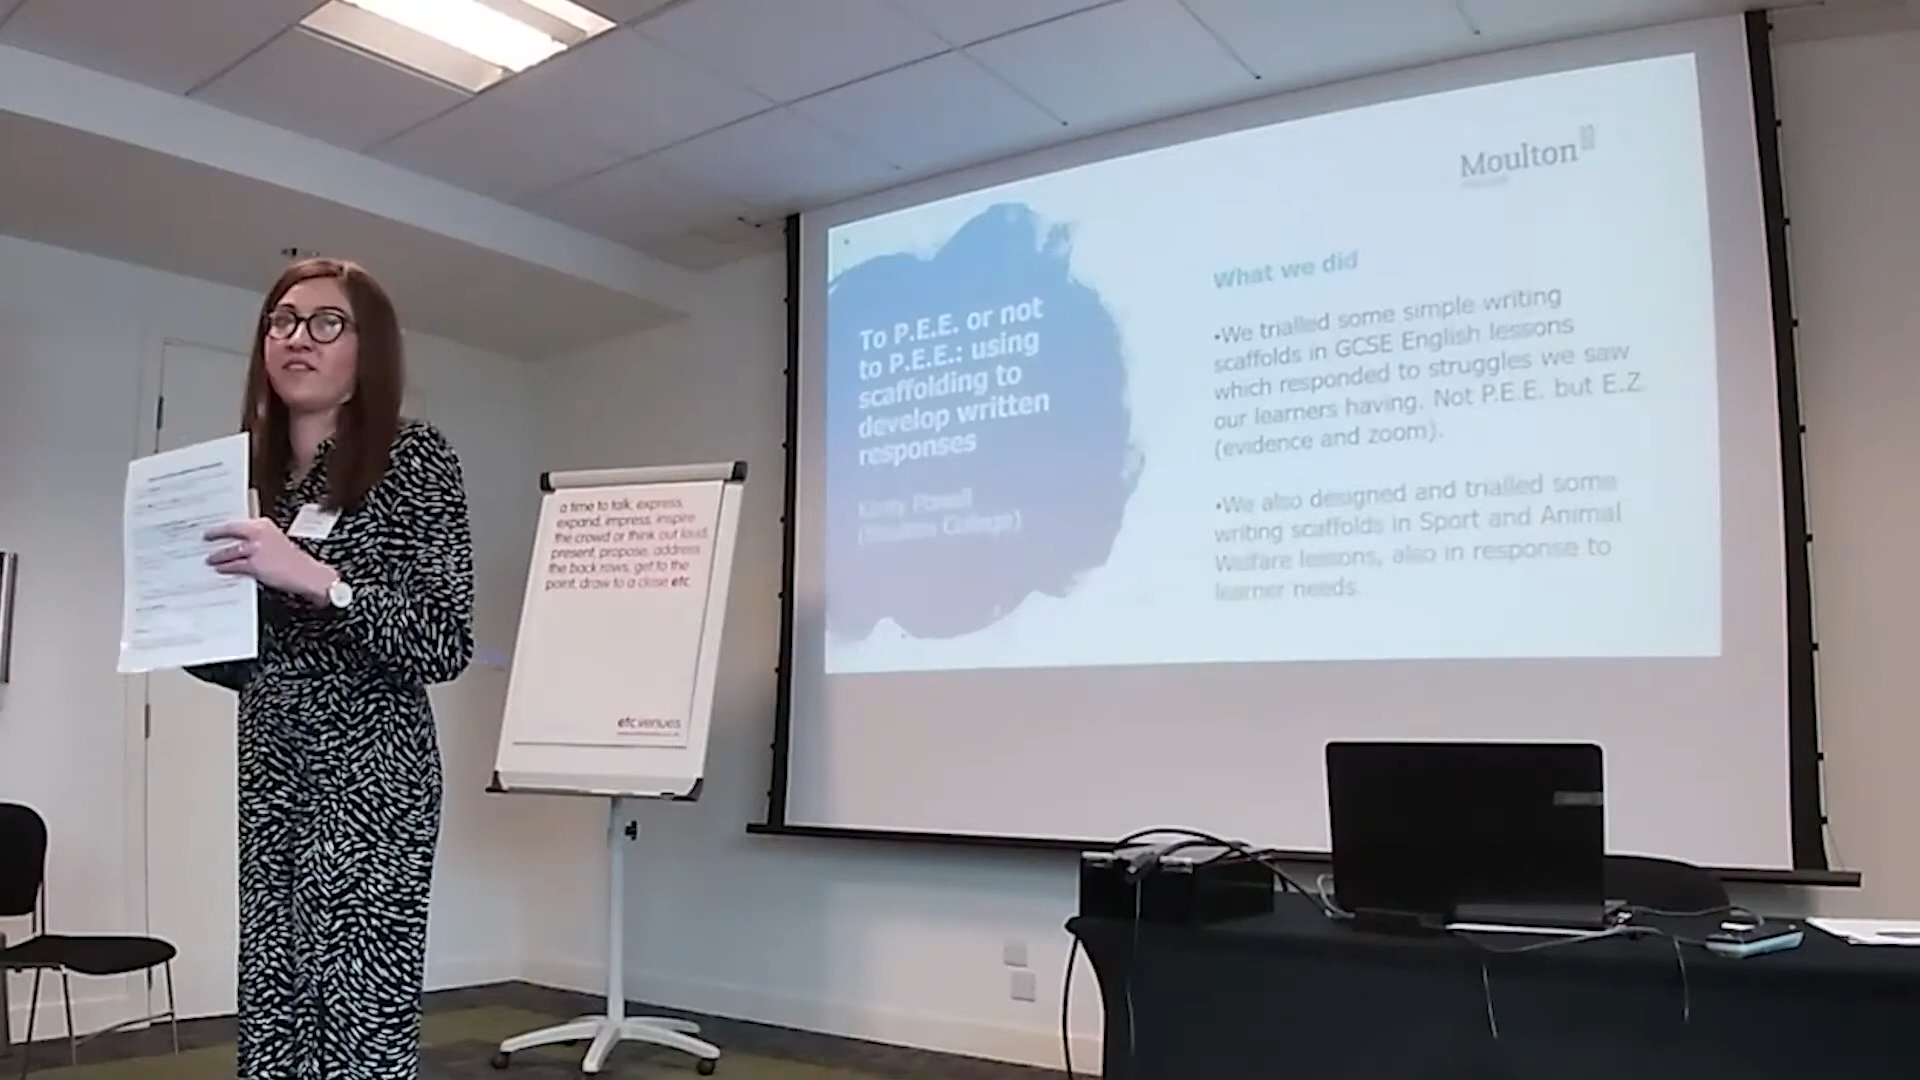 Moulton
To P.E.E. or not
to P.E.E.: using
scaffolding to
develop written
responses
Kirsty Powell
(Moulton College)
What we did
•We trialled some simple writing
scaffolds in GCSE English lessons
which responded to struggles we saw
our learners having. Not P.E.E. but E.Z
(evidence and zoom).
•We also designed and trialled some
writing scaffolds in Sport and Animal
Welfare lessons, also in response to
learner needs.
a time to talk, express,
expand, impress, inspire
the crowd or think out loud,
present, propose, address
the back rows, get to the
point, draw to a close etc
etc.venues